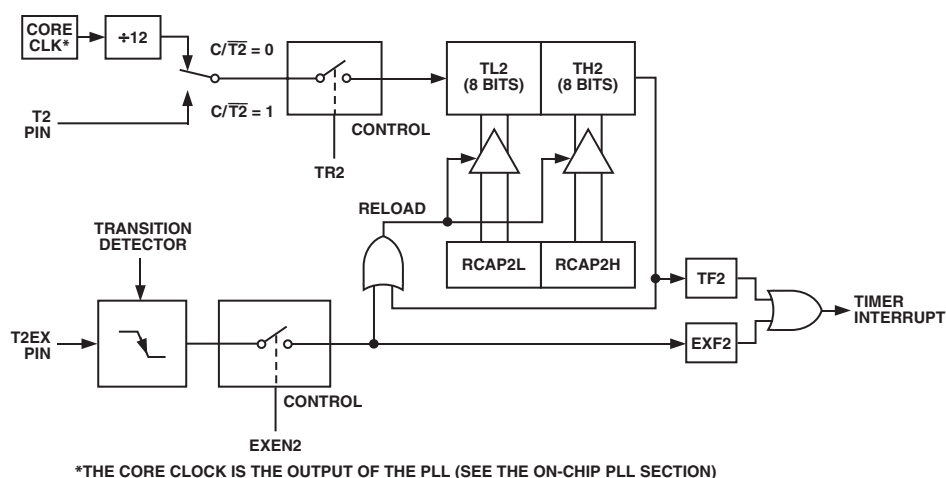 CORE
CLK*
÷12
C/T2 = 0
C/T2 = 1
T2
PIN
CONTROL
TR2
TL2
(8 BITS)
TH2
(8 BITS)
RELOAD
TRANSITION
DETECTOR
RCAP2L
RCAP2H
TF2
TIMER
INTERRUPT
T2EX
PIN
EXF2
CONTROL
EXEN2
*THE CORE CLOCK IS THE OUTPUT OF THE PLL (SEE THE ON-CHIP PLL SECTION)